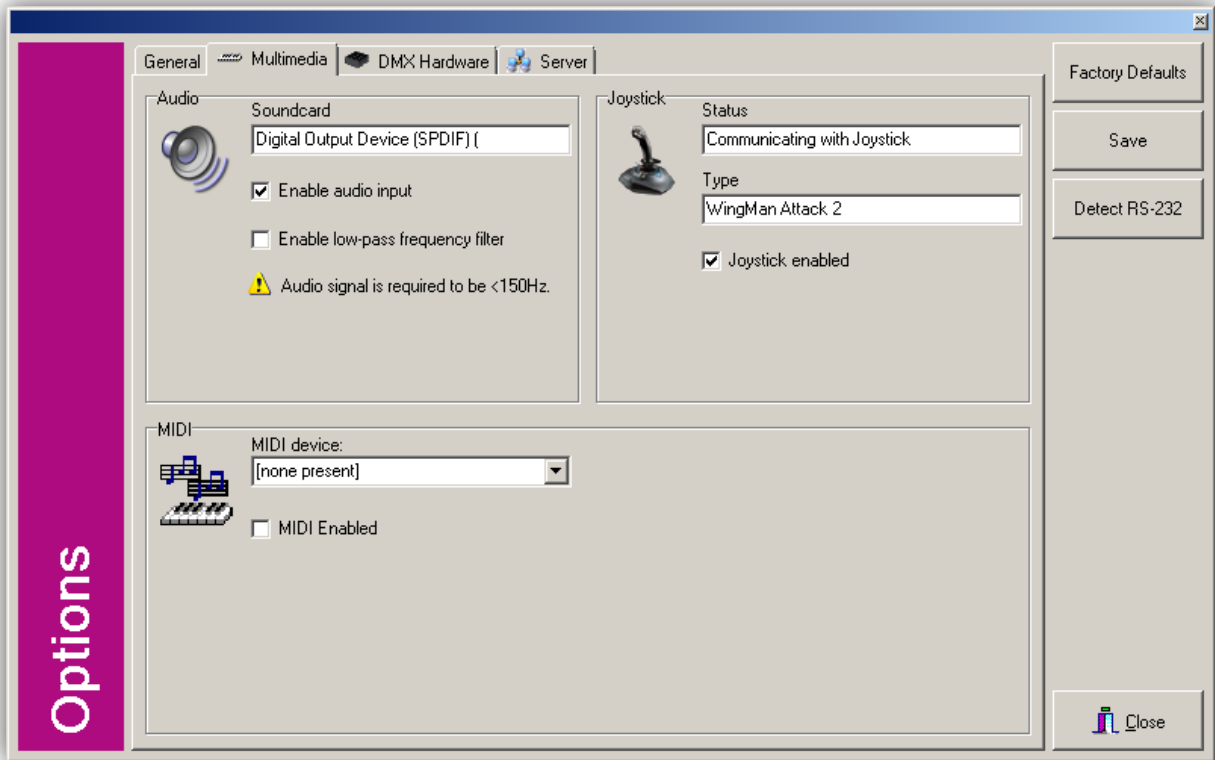 General
Multimedia
DMX Hardware
Server
Audio
Soundcard
Digital Output Device (SPDIF) (
Enable audio input
Enable low-pass frequency filter
Audio signal is required to be <150Hz.
Joystick
Status
Communicating with Joystick
Type
WingMan Attack 2
Joystick enabled
MIDI
MIDI device:
[none present]
MIDI Enabled
Options
Factory Defaults
Save
Detect RS-232
Close